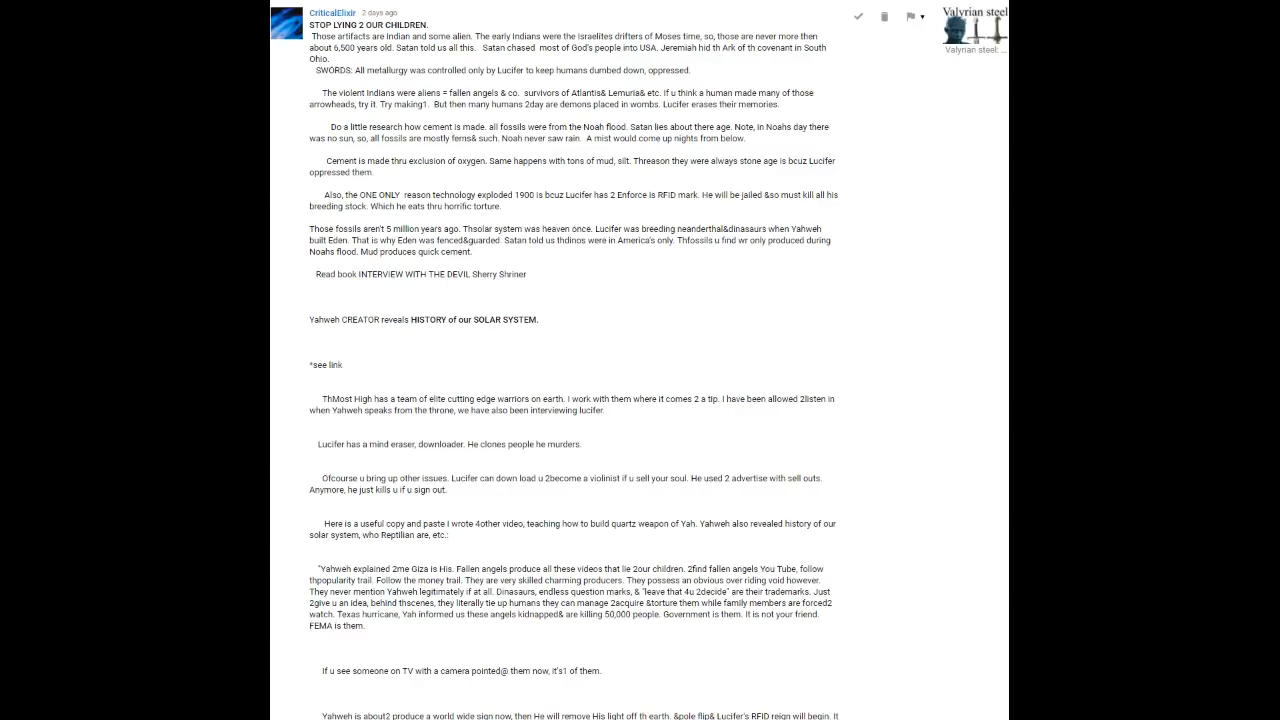 CriticalElixir 2 days ago
STOP LYING 2 OUR CHILDREN.
Those artifacts are Indian and some alien. The early Indians were the Israelites drifters of Moses time, so, those are never more then
about 6,500 years old. Satan told us all this. Satan chased most of God's people into USA. Jeremiah hid th Ark of th covenant in South
Ohio.
SWORDS: All metallurgy was controlled only by Lucifer to keep humans dumbed down, oppressed.
The violent Indians were aliens = fallen angels & co. survivors of Atlantis& Lemuria& etc. If u think a human made many of those
arrowheads, try it. Try making1. But then many humans 2day are demons placed in wombs. Lucifer erases their memories.
Do a little research how cement is made. all fossils were from the Noah flood. Satan lies about there age. Note, in Noahs day there
was no sun, so, all fossils are mostly ferns& such. Noah never saw rain. A mist would come up nights from below.
Cement is made thru exclusion of oxygen. Same happens with tons of mud, silt. Threason they were always stone age is bcuz Lucifer
oppressed them.
Also, the ONE ONLY reason technology exploded 1900 is bcuz Lucifer has 2 Enforce is RFID mark. He will be jailed &so must kill all his
breeding stock. Which he eats thru horrific torture.
Those fossils aren't 5 million years ago. Thsolar system was heaven once. Lucifer was breeding neanderthal&dinasaurs when Yahweh
built Eden. That is why Eden was fenced&guarded. Satan told us thdinos were in America's only. Thfossils u find wr only produced during
Noahs flood. Mud produces quick cement.
Read book INTERVIEW WITH THE DEVIL Sherry Shriner
Yahweh CREATOR reveals HISTORY of our SOLAR SYSTEM.
*see link
ThMost High has a team of elite cutting edge warriors on earth. I work with them where it comes 2 a tip. I have been allowed 2listen in
when Yahweh speaks from the throne, we have also been interviewing lucifer.
Lucifer has a mind eraser, downloader. He clones people he murders.
Ofcourse u bring up other issues. Lucifer can down load u 2become a violinist if u sell your soul. He used 2 advertise with sell outs.
Anymore, he just kills u if u sign out.
Here is a useful copy and paste I wrote 4other video, teaching how to build quartz weapon of Yah. Yahweh also revealed history of our
solar system, who Reptilian are, etc.:
"Yahweh explained 2me Giza is His. Fallen angels produce all these videos that lie 2our children. 2find fallen angels You Tube, follow
thpopularity trail. Follow the money trail. They are very skilled charming producers. They possess an obvious over riding void however.
They never mention Yahweh legitimately if at all. Dinasaurs, endless question marks, & "leave that 4u 2decide" are their trademarks. Just
2give u an idea, behind thscenes, they literally tie up humans they can manage 2acquire &torture them while family members are forced2
watch. Texas hurricane, Yah informed us these angels kidnapped& are killing 50,000 people. Government is them. It is not your friend.
FEMA is them.
If u see someone on TV with a camera pointed@ them now, it's1 of them.
Yahweh is about2 produce a world wide sign now, then He will remove His light off th earth. &pole flip& Lucifer's RFID reign will begin. It
Valyrian steel
Valyrian steel: ...